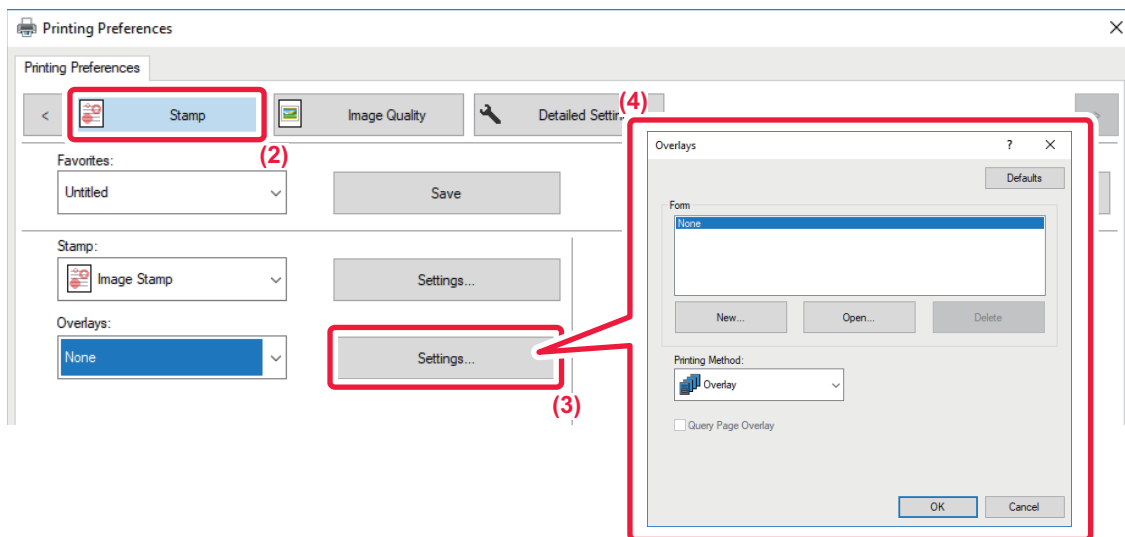 Printing Preferences
Printing Preferences
<
Stamp
Image Quality
Detailed Settin
(4)
(2)
Favorites:
Untitled
Save
Stamp:
Image Stamp
Settings...
Overlays:
None
Settings...
(3)
Overlays
?
Defaults
Form
None
New...
Open...
Delete
Printing Method:
Overlay
Query Page Overlay
OK
Cancel